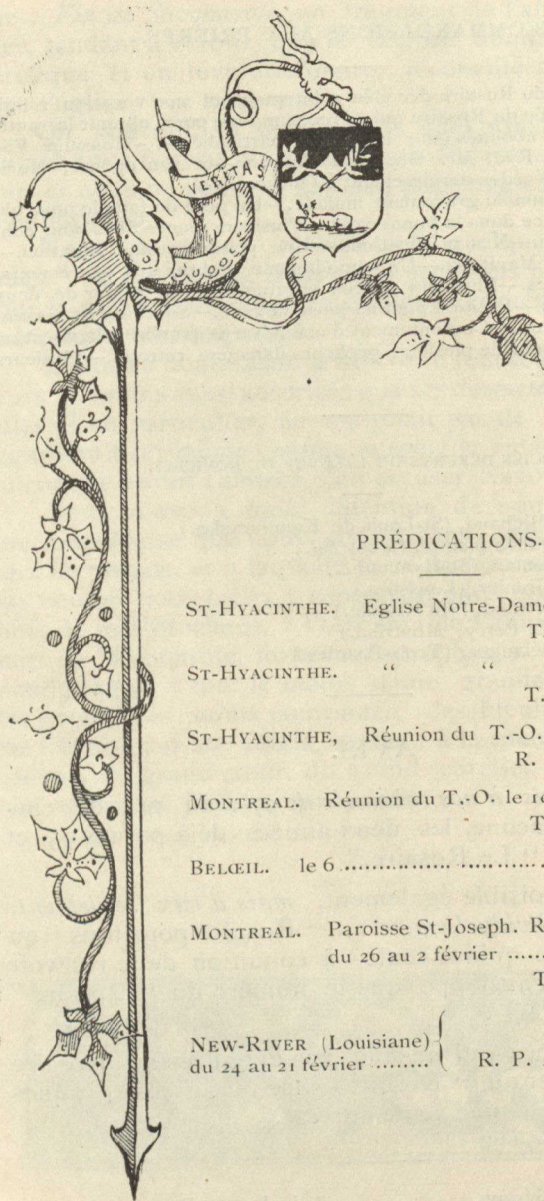 VERITAS
PRÉDICATIONS.
ST-HYACINTHE. Eglise Notre-Dame
T.
ST-HYACINTHE. “ “
T.
ST-HYACINTHE, Réunion du T.-O.
R.
MONTREAL. Réunion du T.-O. le 1e
T.
BELŒIL. le 6 ..............................
MONTREAL. Paroisse St-Joseph. R
du 26 au 2 février ......
T.
NEW-RIVER (Louisiane)
du 24 au 21 février ........ R. P.